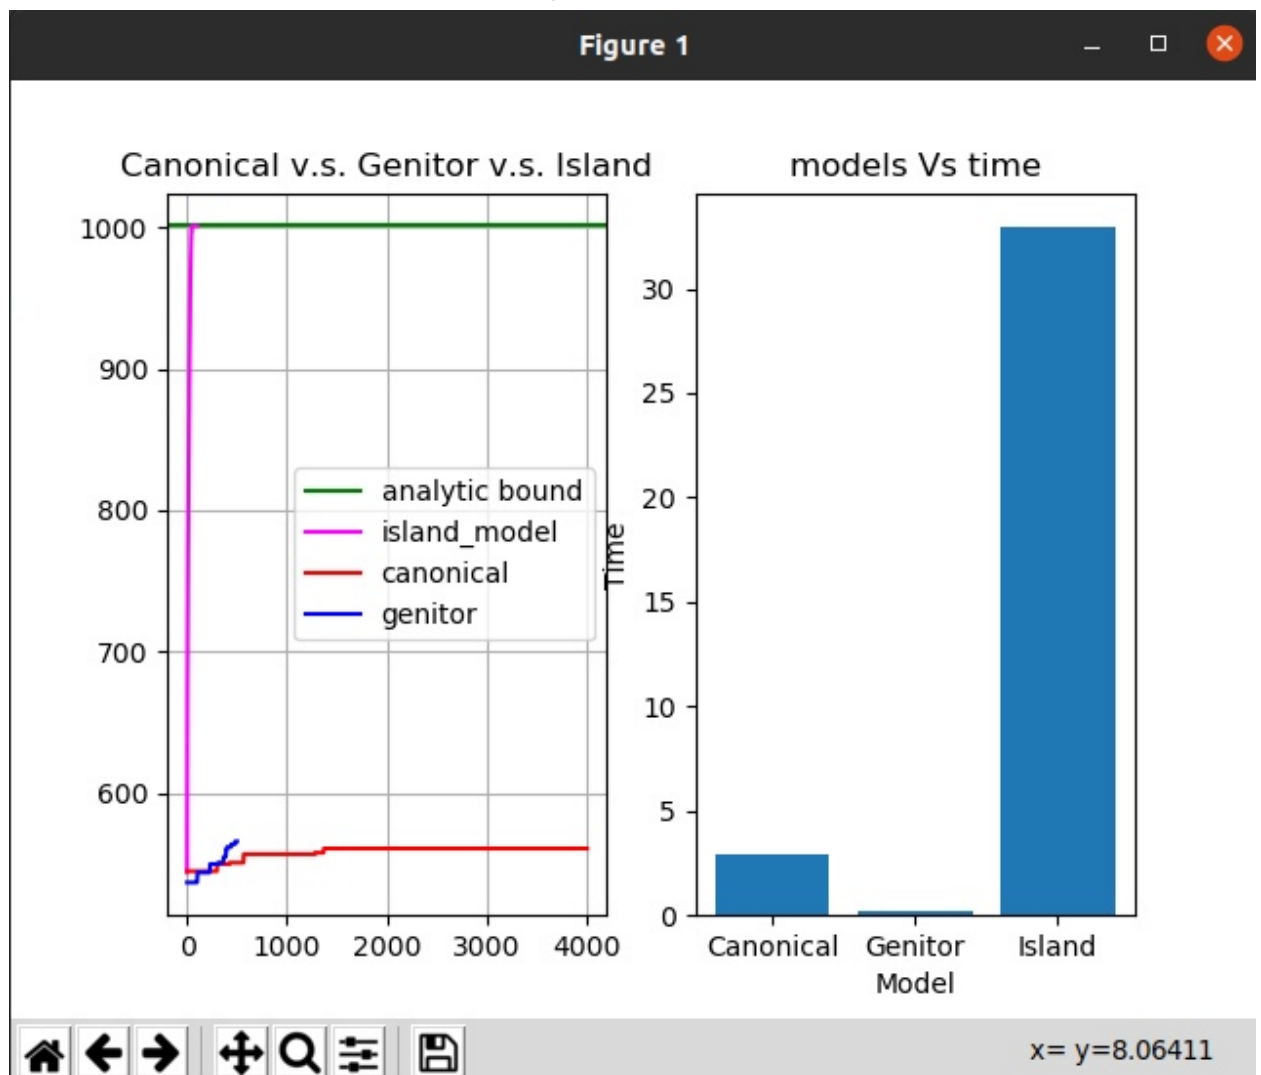 Figure 1
Canonical v.s. Genitor v.s. Island
1000
900
800
700
600
0 1000 2000 3000 4000
analytic bound
island_model
canonical
genitor
models Vs time
Time
30
25
20
15
10
5
0
Canonical Genitor Island
Model
x= y=8.06411